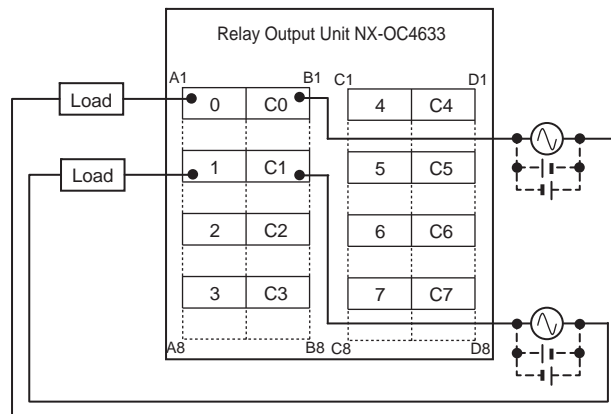 Relay Output Unit NX-OC4633
A1 B1 C1 D1
Load 0 C0 4 C4
Load 1 C1 5 C5
2 C2 6 C6
3 C3 7 C7
A8 B8 C8 D8